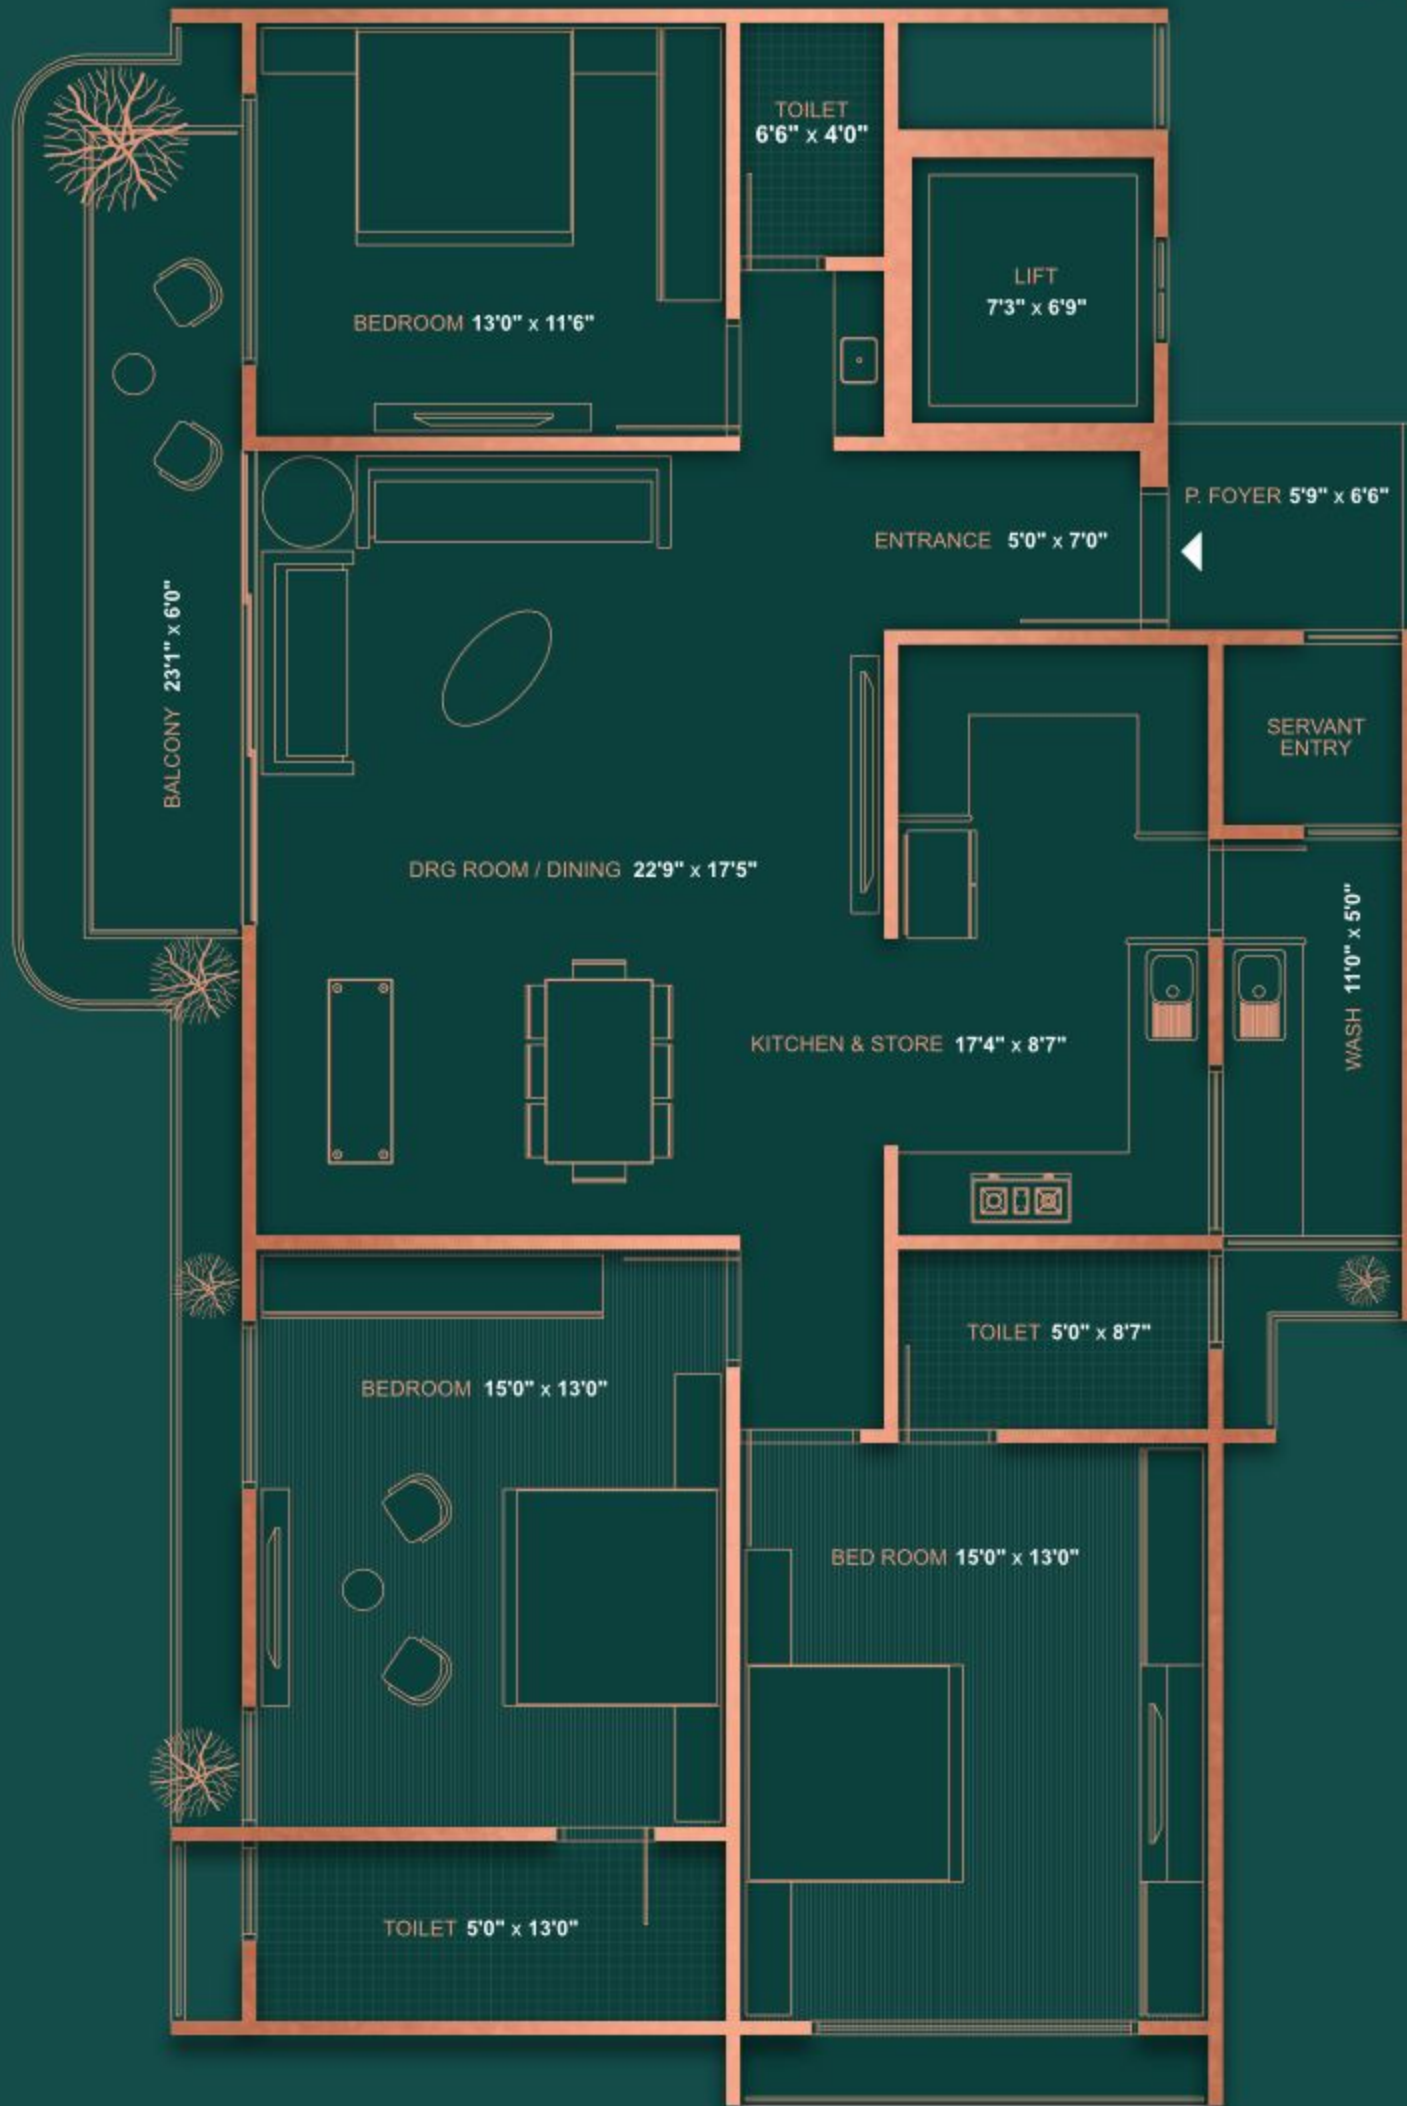 TOILET
6'6" x 4'0"
LIFT
7'3" x 6'9"
BEDROOM 13'0" x 11'6"
P. FOYER 5'9" x 6'6"
ENTRANCE 5'0" x 7'0"
BALCONY 23'1" x 6'0"
SERVANT
ENTRY
DRG ROOM / DINING 22'9" x 17'5"
WASH 11'0" x 5'0"
KITCHEN & STORE 17'4" x 8'7"
TOILET 5'0" x 8'7"
BEDROOM 15'0" x 13'0"
BED ROOM 15'0" x 13'0"
TOILET 5'0" x 13'0"